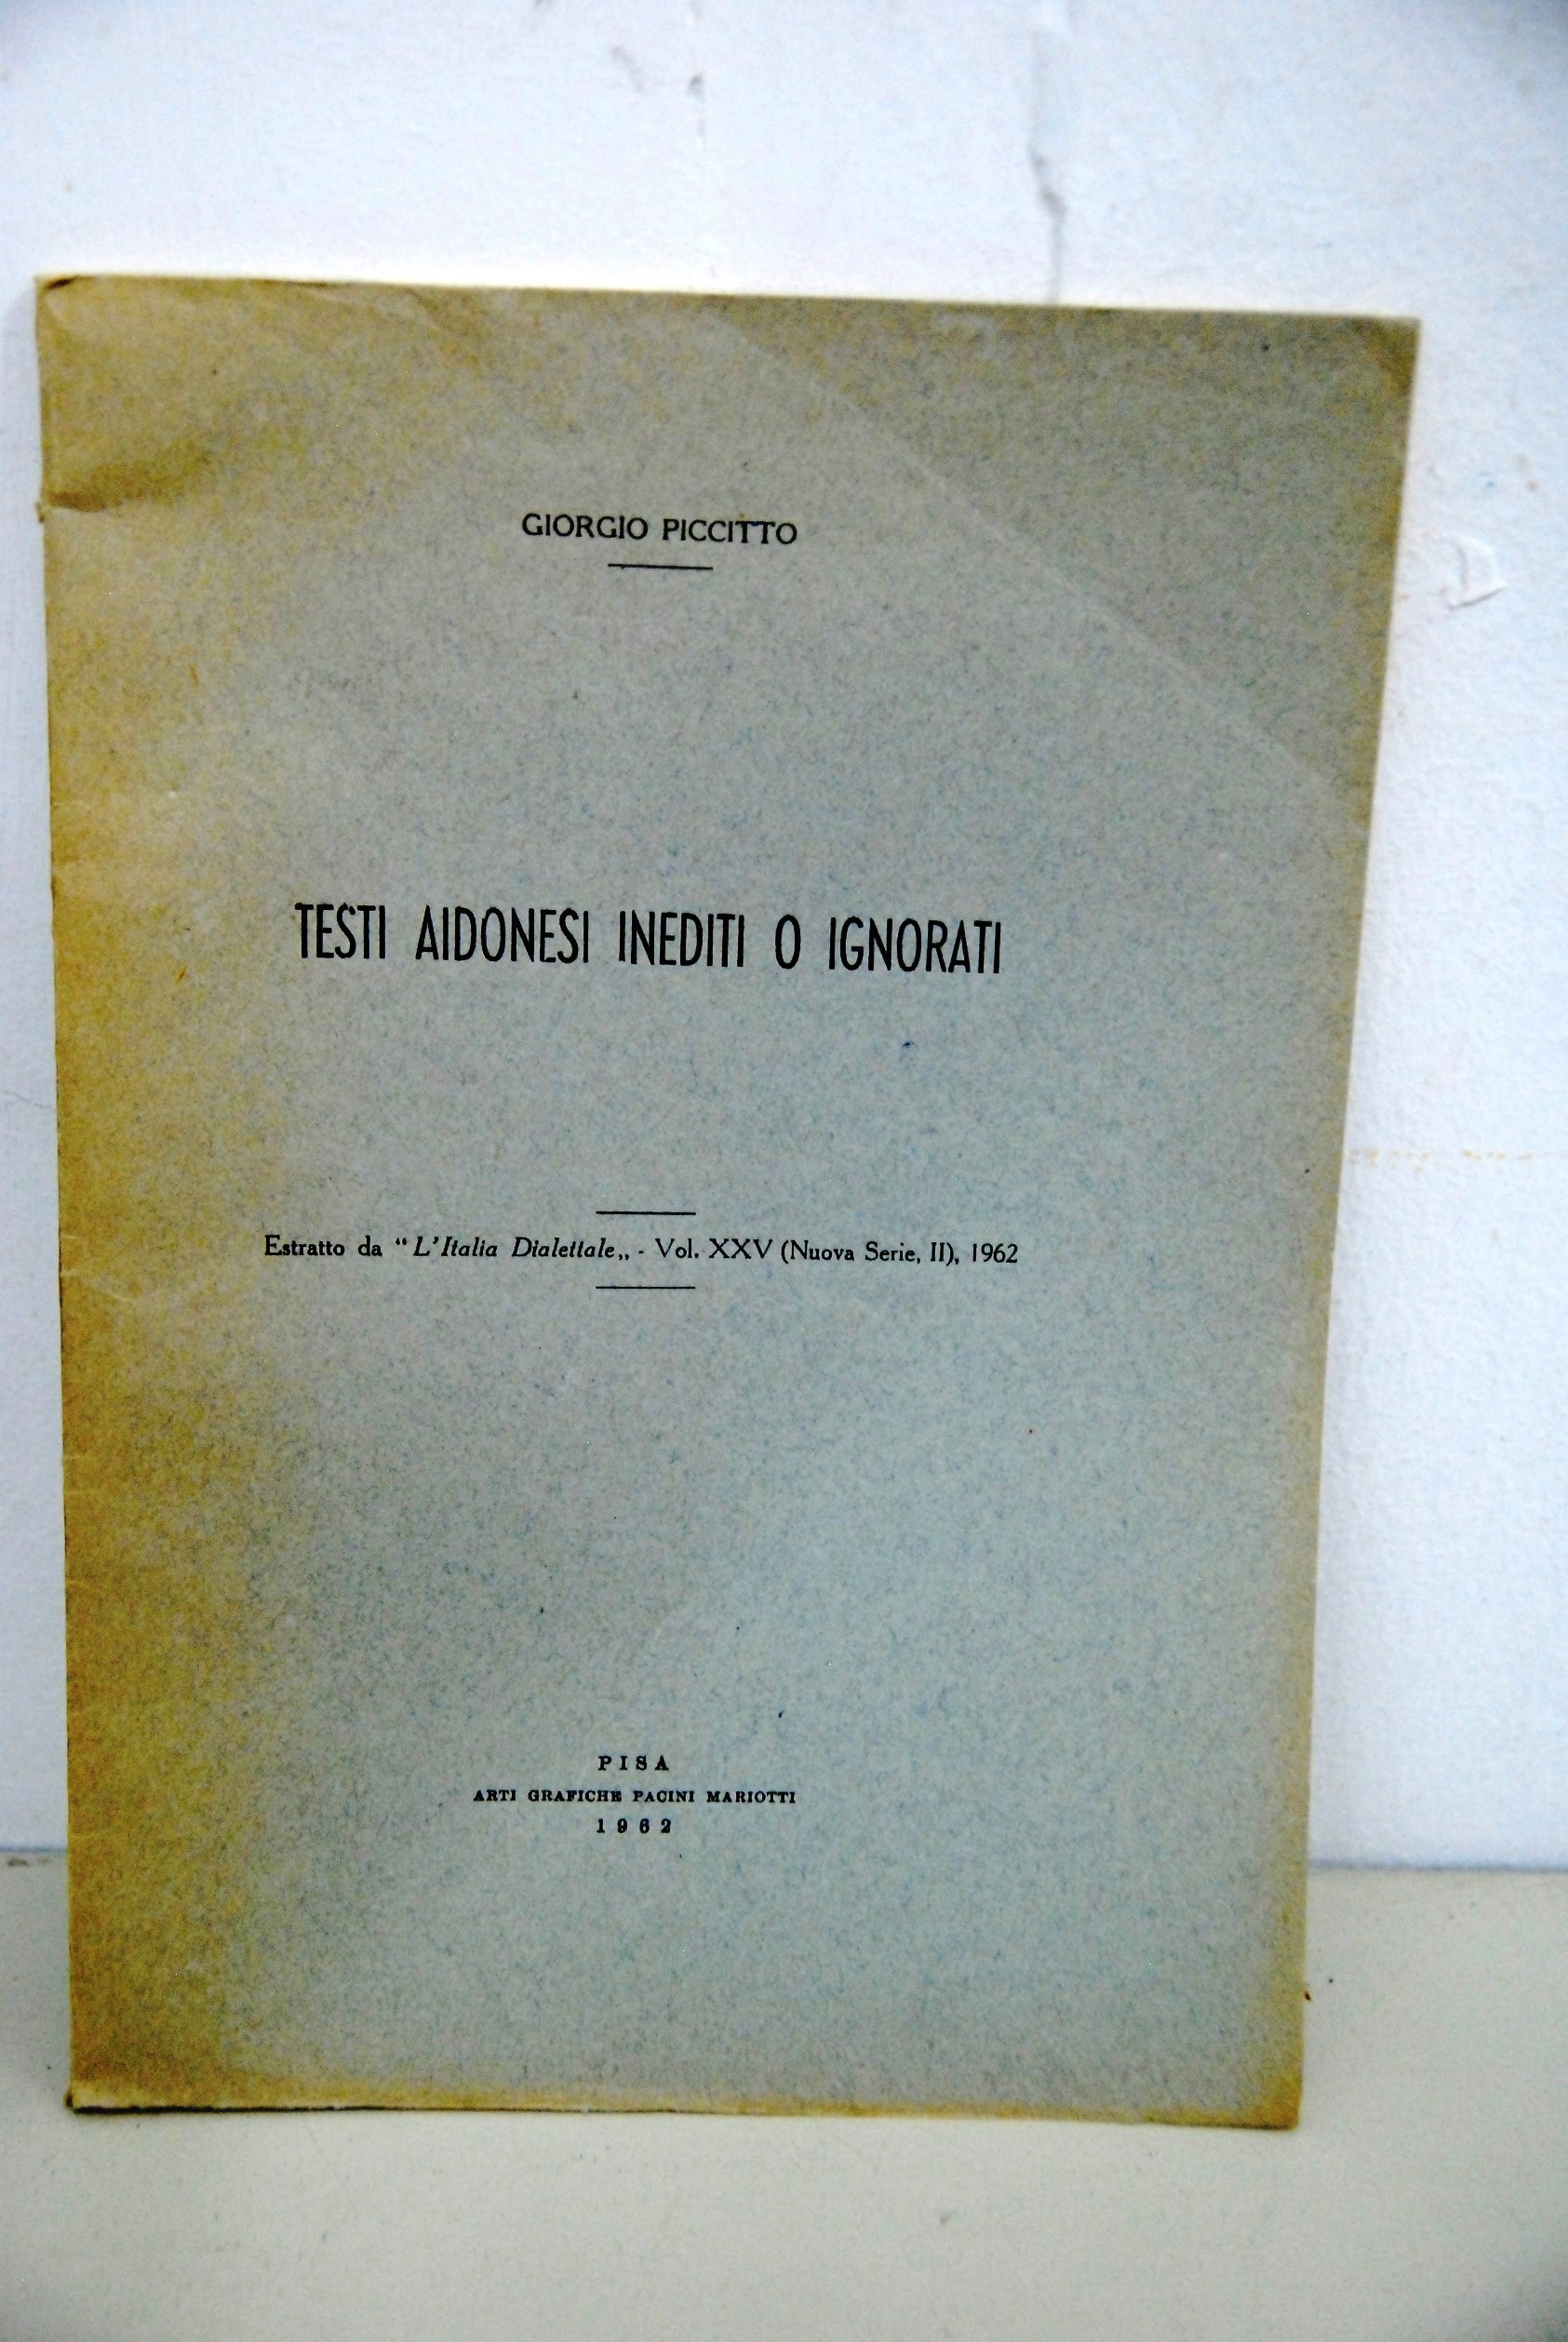 GIORGIO PICCITTO
TESTI AIDONESI INEDITI O IGNORATI
Estratto da “L'Italia Dialettale„ - Vol. XXV (Nuova Serie, II), 1962
PISA
ARTI GRAFICHE PACINI MARIOTTI
1962